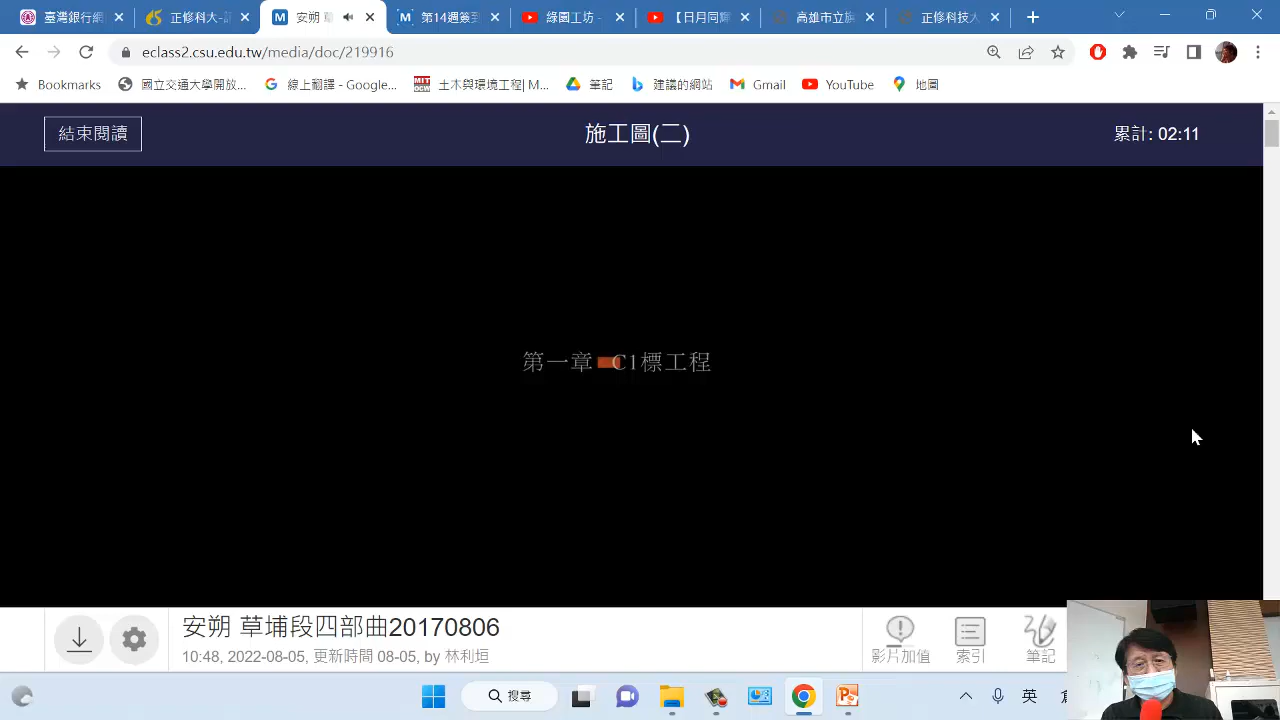 臺灣銀行網
正修科大-
安朔
第14週簽到
綠園工坊 -
【日月同輝
高雄市立旗
正修科技大
eclass2.csu.edu.tw/media/doc/219916
Bookmarks
國立交通大學開放...
線上翻譯 - Google...
土木與環境工程| M...
筆記
建議的網站
Gmail
YouTube
地圖
結束閱讀
施工圖(二)
累計: 02:11
第一章 C1標工程
安朔 草埔段四部曲20170806
10:48, 2022-08-05, 更新時間 08-05, by 林利垣
影片加值
索引
筆記
搜尋
英